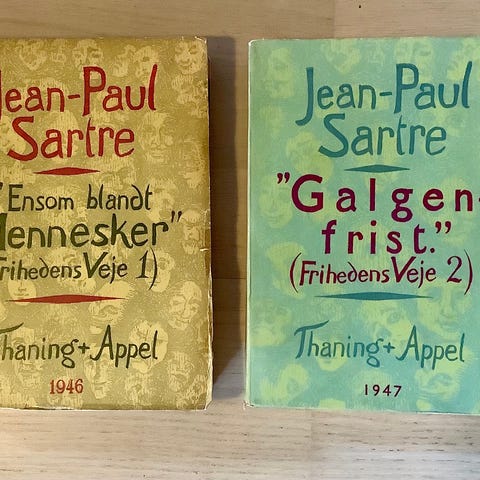 Jean-Paul
Sartre
"Ensom blandt
Mennesker"
(Frihedens Veje 1)
Thaning + Appel
1946
Jean-Paul
Sartre
"Galgen-
frist."
(Frihedens Veje 2)
Thaning + Appel
1947